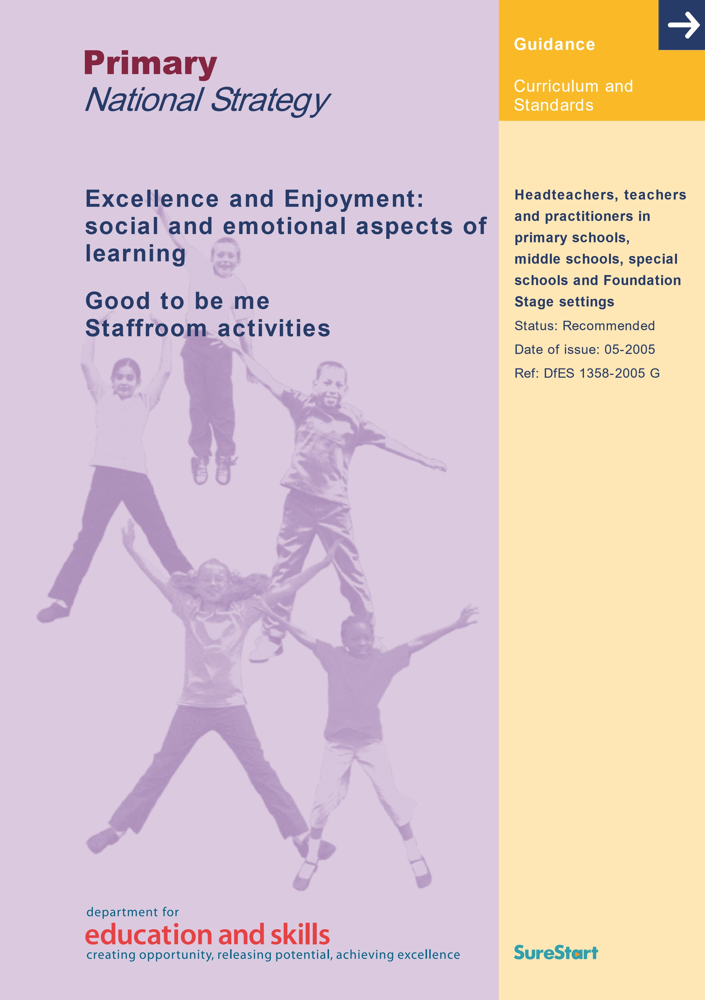 Primary
National Strategy
Excellence and Enjoyment:
social and emotional aspects of
learning
Good to be me
Staffroom activities
department for
education and skills
creating opportunity, releasing potential, achieving excellence
Guidance
Curriculum and
Standards
Headteachers, teachers
and practitioners in
primary schools,
middle schools, special
schools and Foundation
Stage settings
Status: Recommended
Date of issue: 05-2005
Ref: DfES 1358-2005 G
SureStart